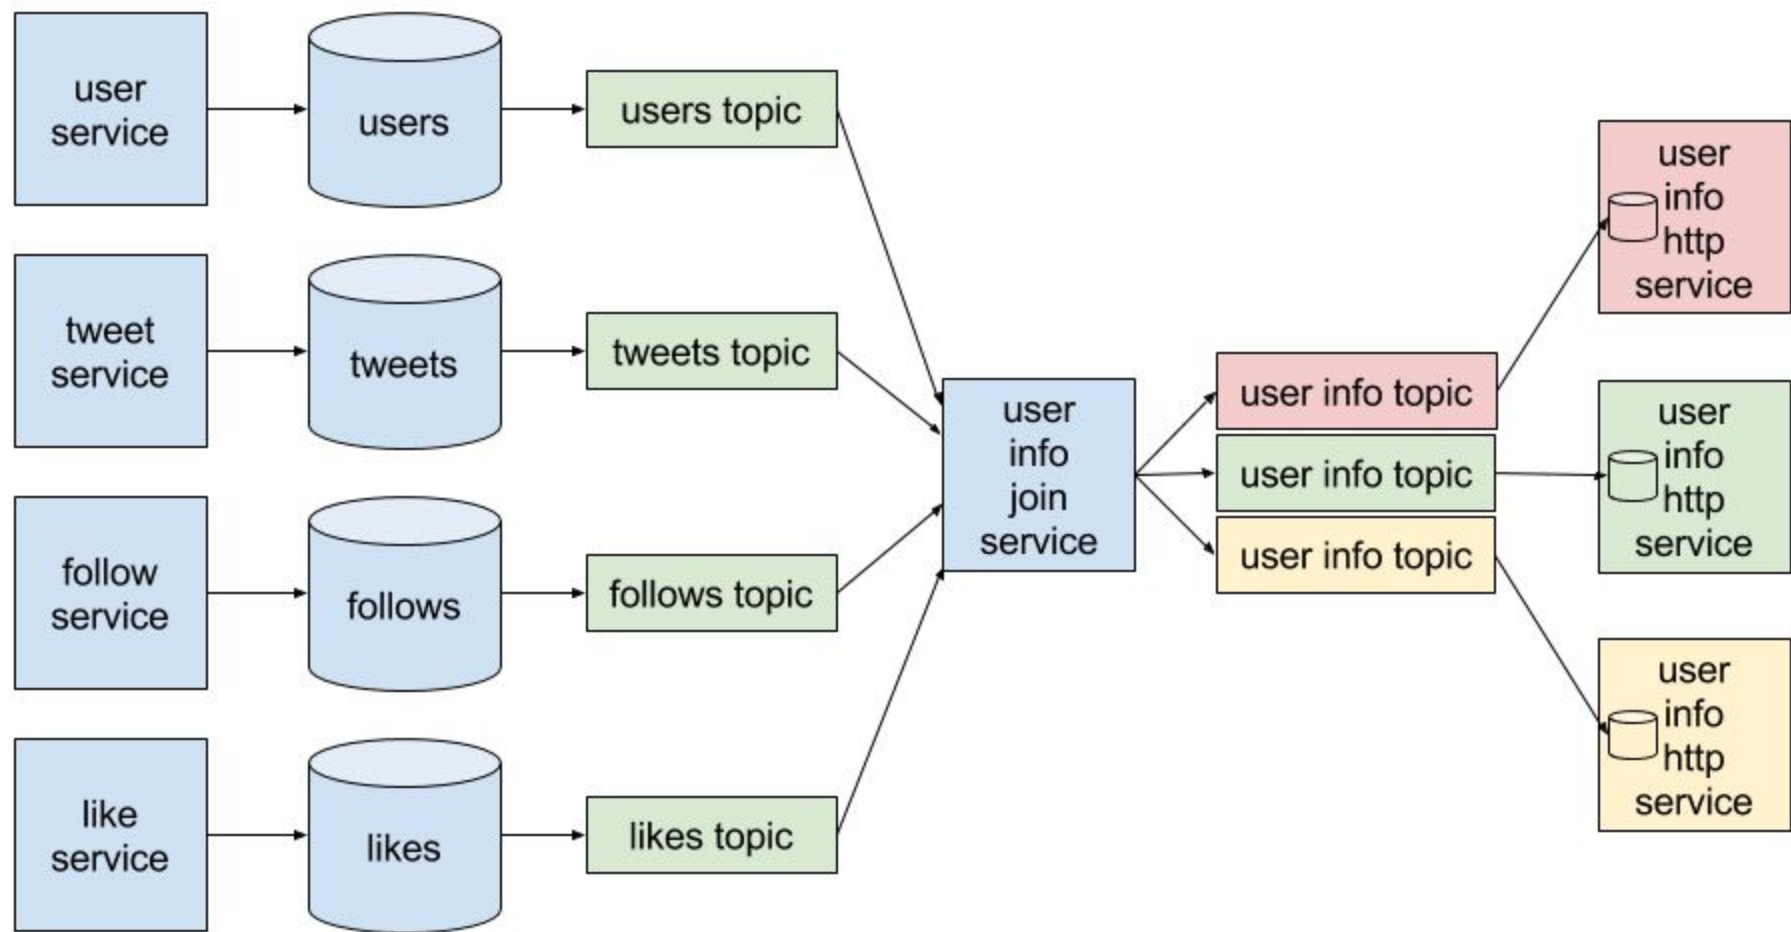 user
service
users
users topic
tweet
service
tweets
tweets topic
follow
service
follows
follows topic
like
service
likes
likes topic
user
info
join
service
user info topic
user info topic
user info topic
user
info
http
service
user
info
http
service
user
info
http
service